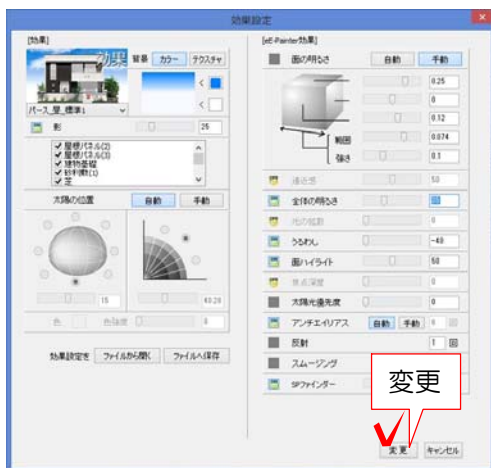 効果設定
[効果]
効果
背景 カラー テクスチャ
<
<
パース_昼_標準1
影 25
屋根パネル(2)
屋根パネル(3)
建物基礎
砂利敷(1)
芝
太陽の位置 自動 手動
15 43.28
色 色強度 4
効果設定を ファイルから開く ファイルへ保存
[eE-Painter効果]
面の明るさ 自動 手動
0.25
0
0.12
範囲 0.074
強さ 0.1
接近感 50
全体の明るさ
光の拡散 0
うるおし -40
面ハイライト 50
焦点深度 0
太陽光優先度 0
アンチエイリアス 自動 手動 4 回
反射 1 回
スムージング
SPファインダー
変更
変更 キャンセル